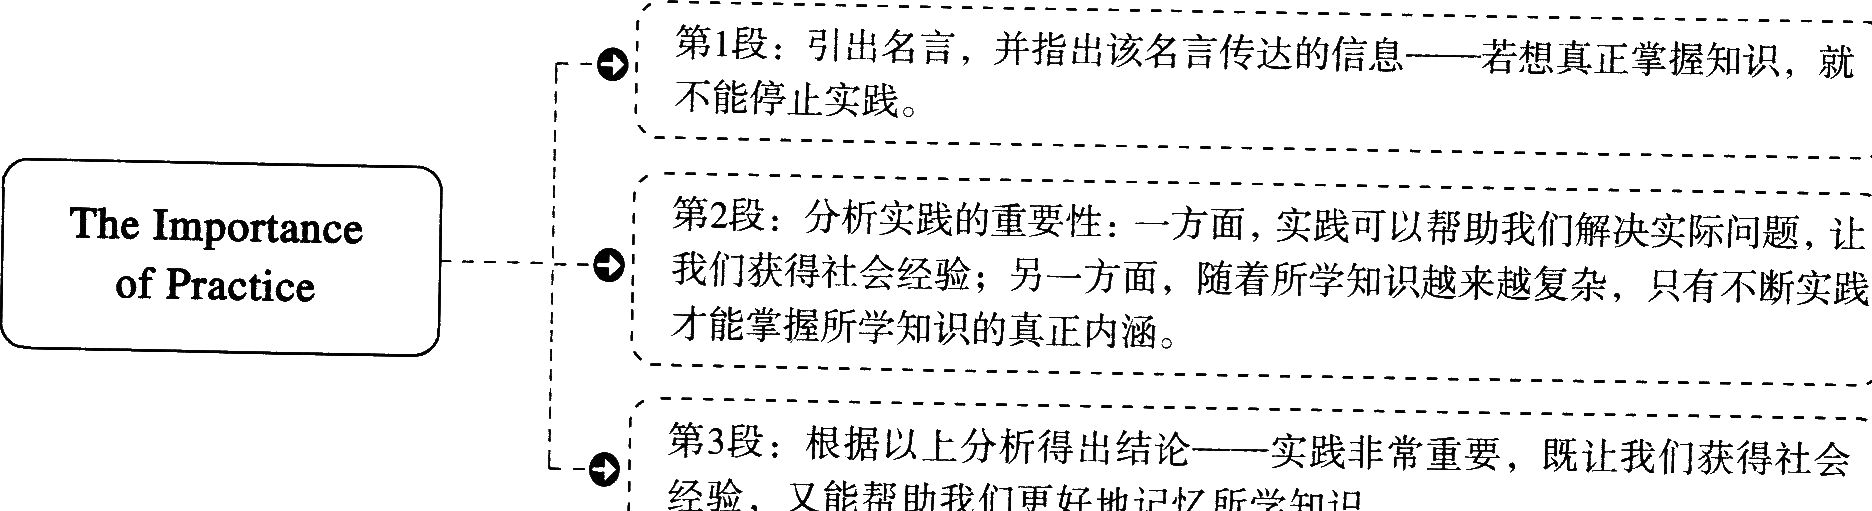 第1段：引出名言，并指出该名言传达的信息——若想真正掌握知识，就
不能停止实践。
The Importance
of Practice
第2段：分析实践的重要性：一方面，实践可以帮助我们解决实际问题，让
我们获得社会经验；另一方面，随着所学知识越来越复杂，只有不断实践
才能掌握所学知识的真正内涵。
第3段：根据以上分析得出结论——实践非常重要，既让我们获得社会
经验，又能帮助我们更好地记忆所学知识